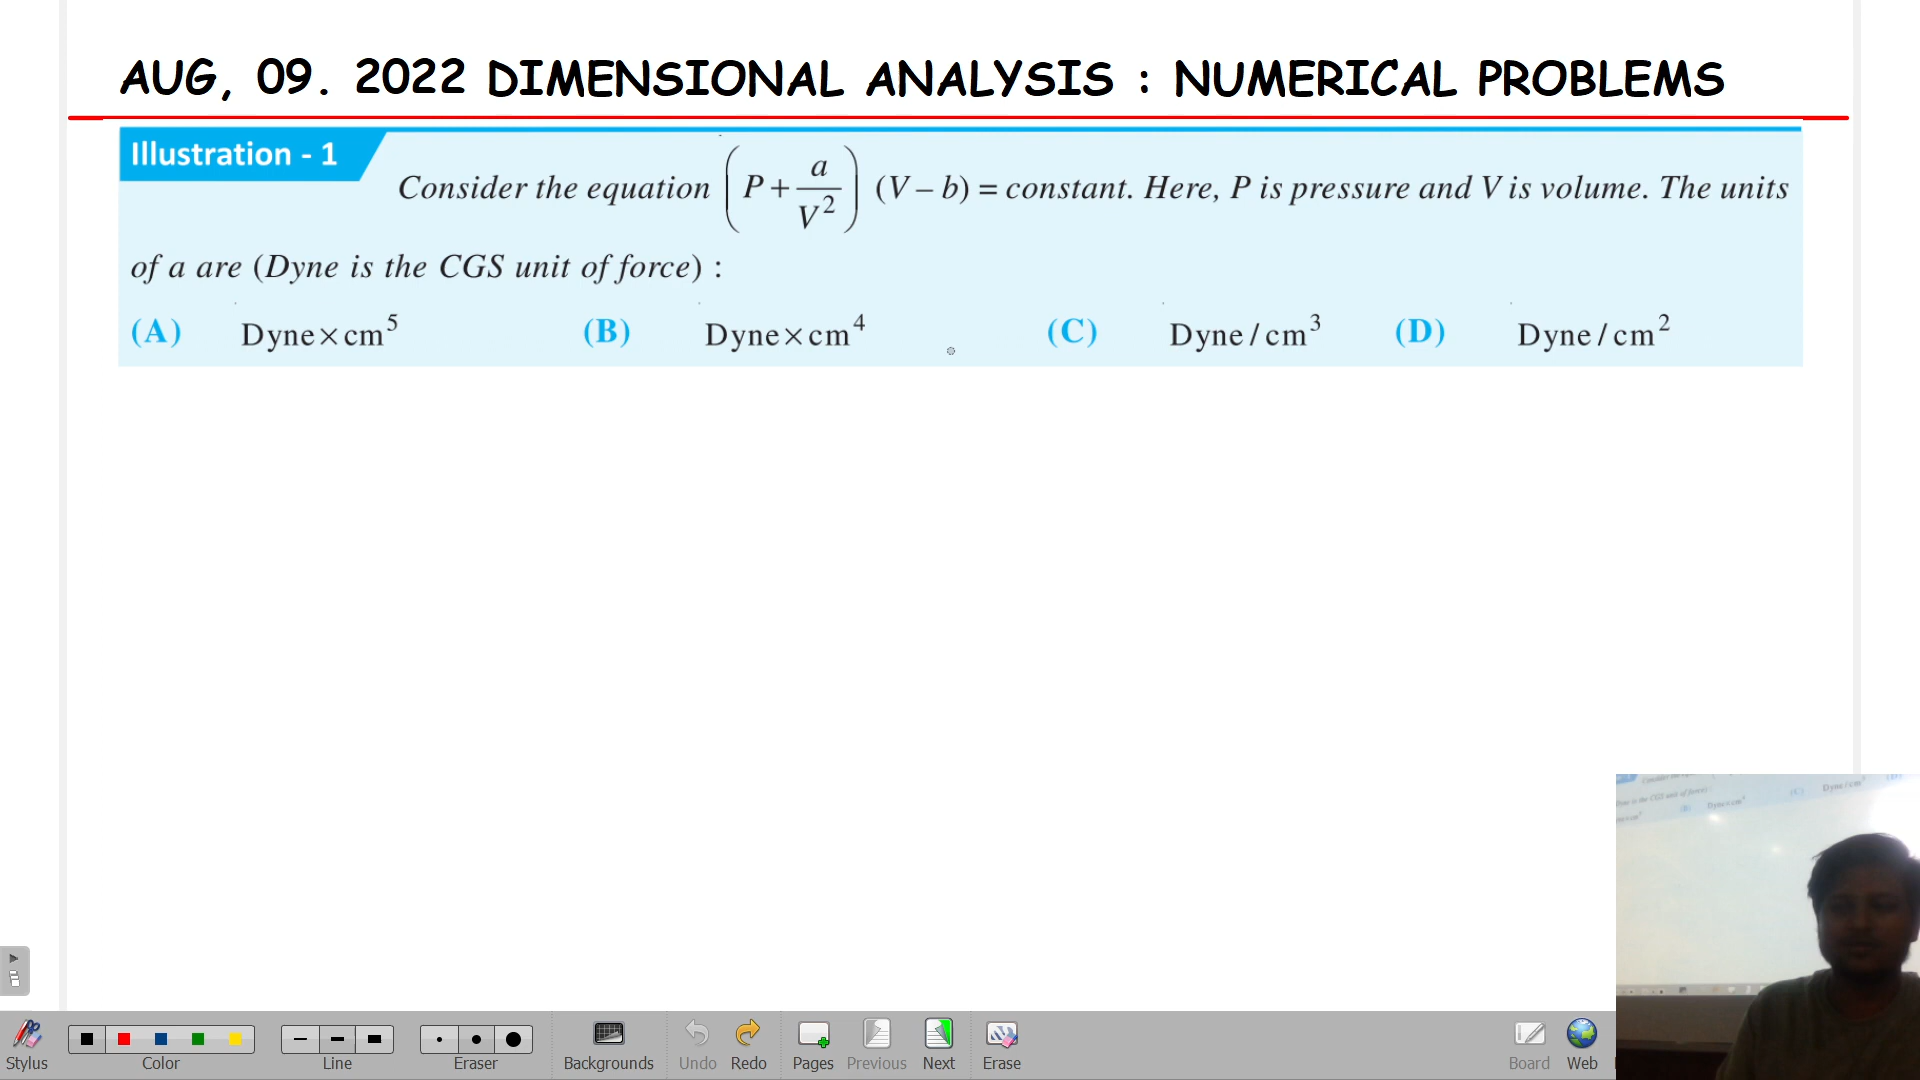 AUG, 09. 2022 DIMENSIONAL ANALYSIS : NUMERICAL PROBLEMS
Illustration - 1
Consider the equation (P + a/V²) (V – b) = constant. Here, P is pressure and V is volume. The units
of a are (Dyne is the CGS unit of force) :
(A) Dyne×cm⁵ (B) Dyne×cm⁴ (C) Dyne/cm³ (D) Dyne/cm²
Stylus Color Line Eraser Backgrounds Undo Redo Pages Previous Next Erase Board Web